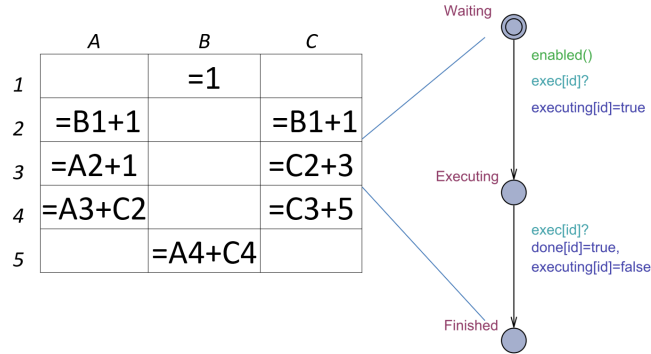 A B C
1 =1
2 =B1+1 =B1+1
3 =A2+1 =C2+3
4 =A3+C2 =C3+5
5 =A4+C4
Waiting
enabled()
exec[id]?
executing[id]=true
Executing
exec[id]?
done[id]=true,
executing[id]=false
Finished